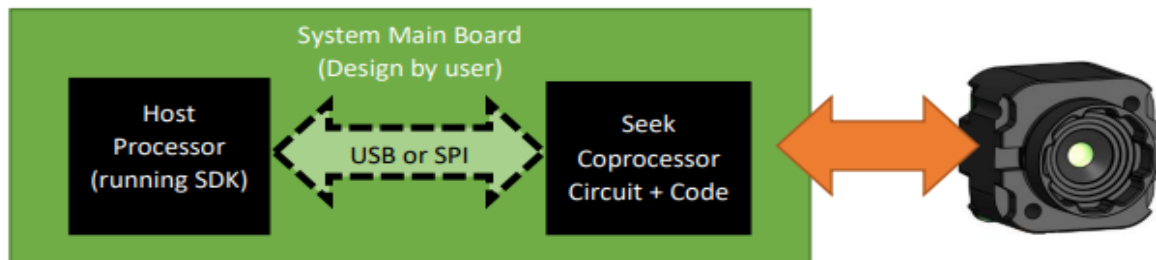 System Main Board
(Design by user)
Host
Processor
(running SDK)
USB or SPI
Seek
Coprocessor
Circuit + Code